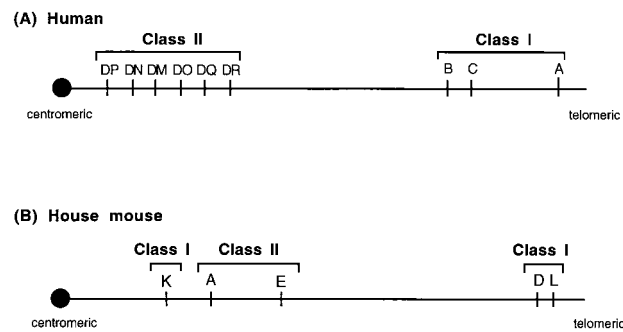 (A) Human
Class II Class I
DP DN DM DO DQ DR B C A
centromeric telomeric
(B) House mouse
Class I Class II Class I
K A E D L
centromeric telomeric